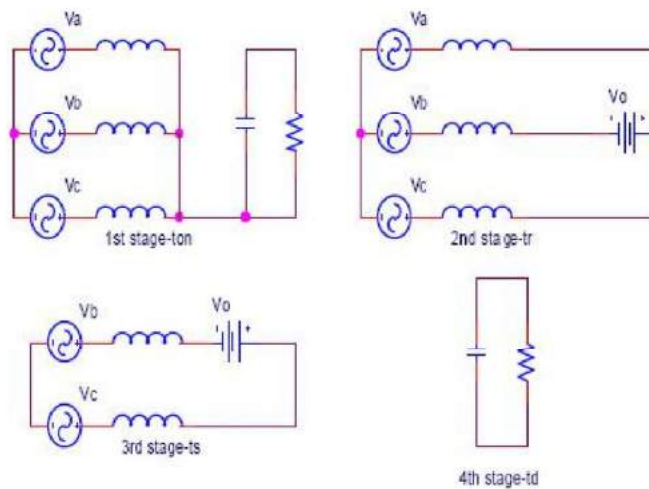 Va
Vb
Vc
1st stage-ton
Va
Vb
Vo
Vc
2nd stage-tr
Vb
Vo
Vc
3rd stage-ts
4th stage-td